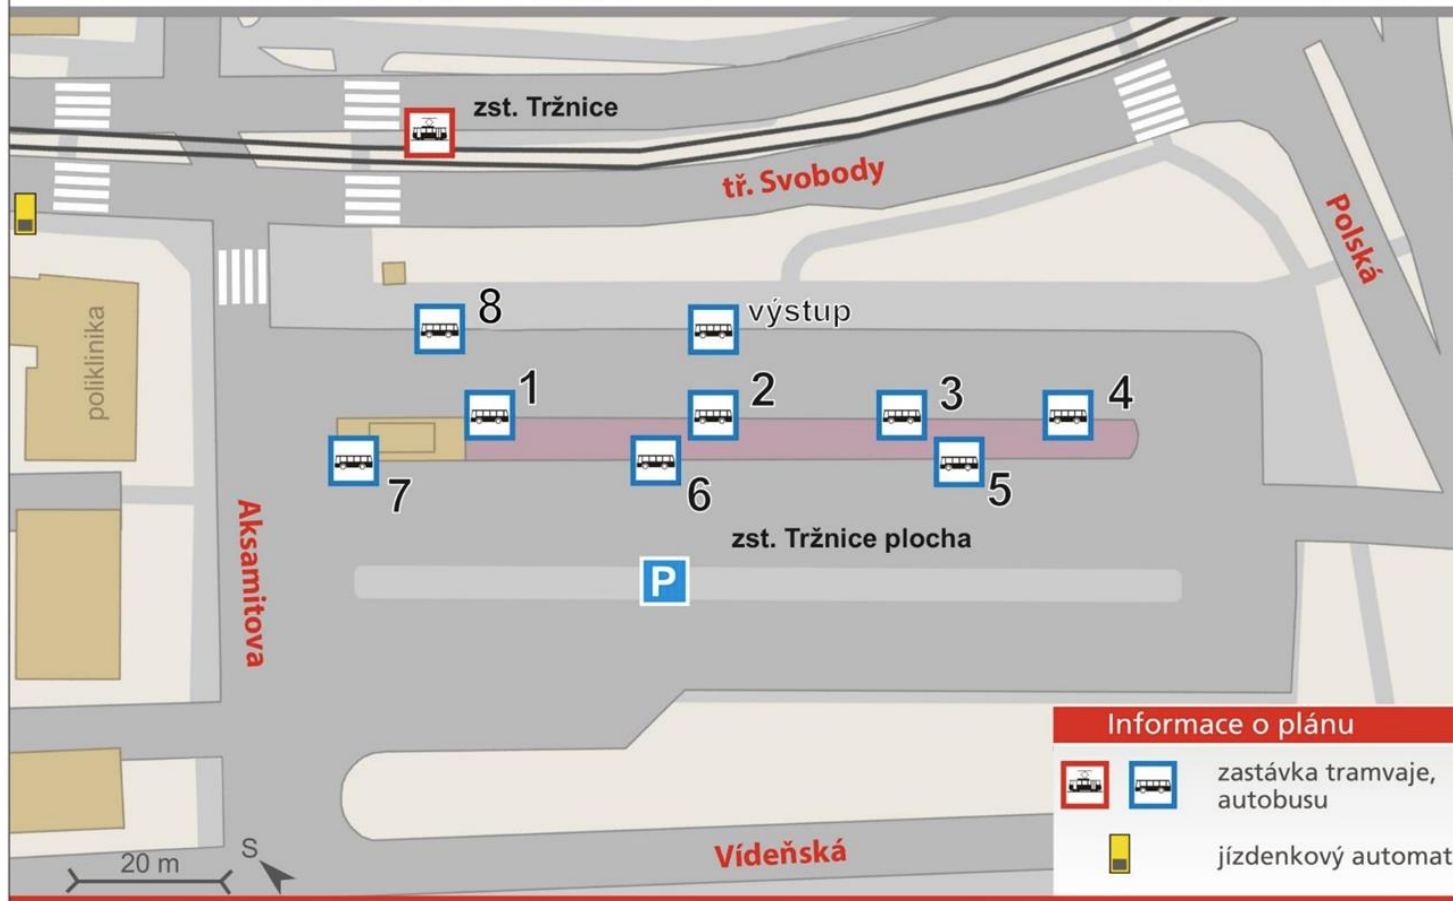 zst. Tržnice
tř. Svobody
Polská
poliklinika
8
výstup
1
2
3
4
7
6
5
zst. Tržnice plocha
Aksamitova
P
Informace o plánu
zastávka tramvaje,
autobusu
jízdenkový automat
Vídeňská
20 m
S